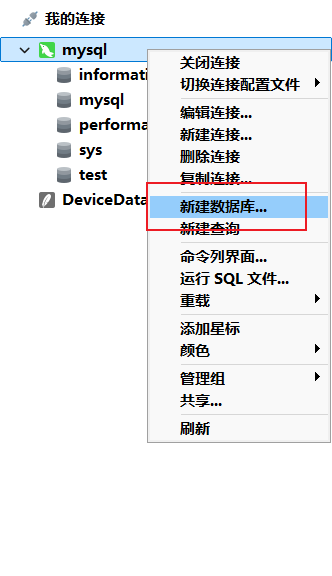 我的连接
mysql
informati
mysql
performa
sys
test
DeviceData
关闭连接
切换连接配置文件
编辑连接...
新建连接...
删除连接
复制连接...
新建数据库...
新建查询
命令列界面...
运行 SQL 文件...
重载
添加星标
颜色
管理组
共享...
刷新